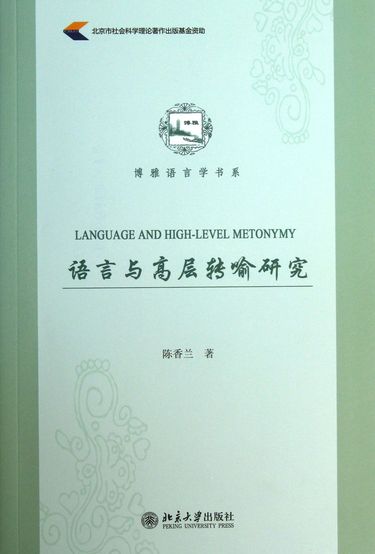 北京市社会科学理论著作出版基金资助
博雅
博雅语言学书系
LANGUAGE AND HIGH-LEVEL METONYMY
语言与高层转喻研究
陈香兰 著
北京大学出版社
PEKING UNIVERSITY PRESS